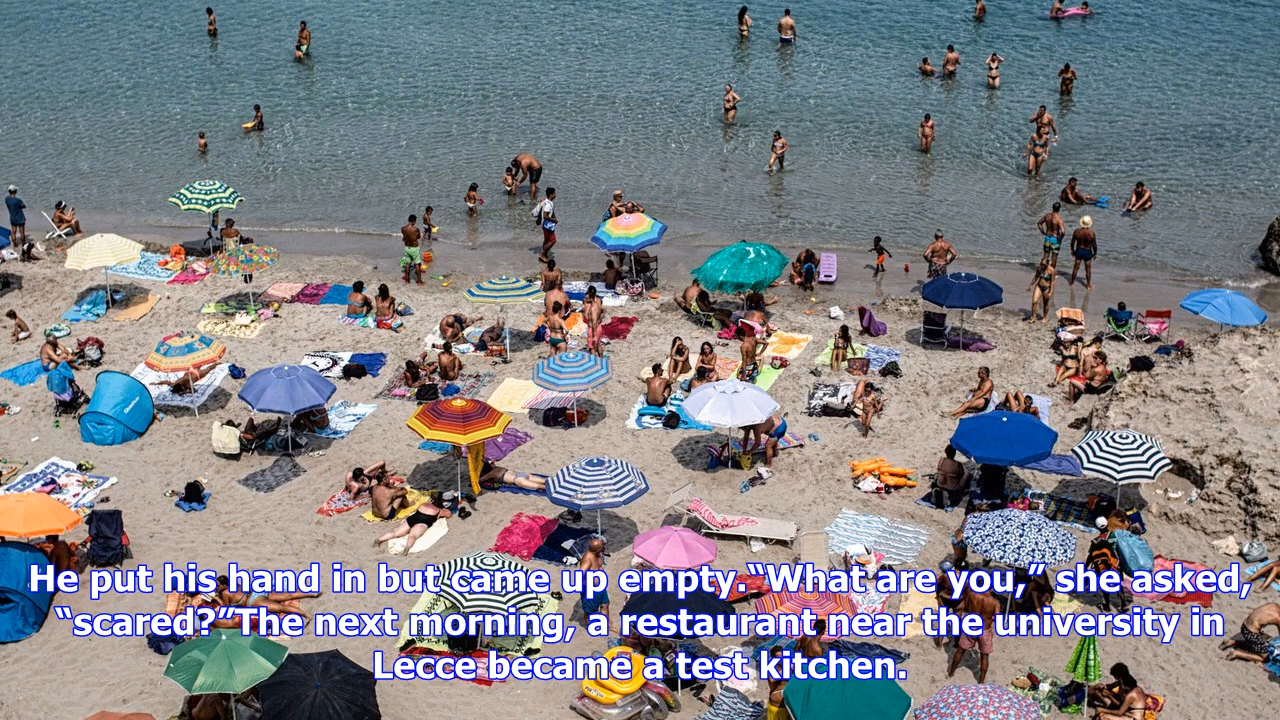 He put his hand in but came up empty.“What are you,” she asked,
“scared?”The next morning, a restaurant near the university in
Lecce became a test kitchen.